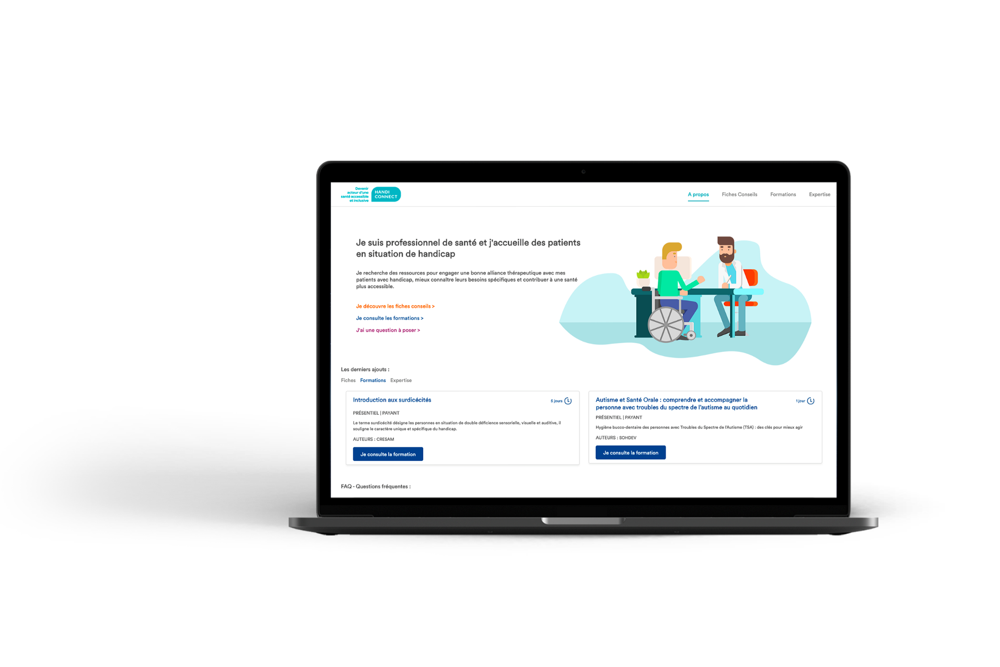 Devenir
acteur d'une
santé accessible
et inclusive
HANDI
CONNECT
A propos
Fiches Conseils
Formations
Expertise
Je suis professionnel de santé et j'accueille des patients
en situation de handicap
Je recherche des ressources pour engager une bonne alliance thérapeutique avec mes
patients avec handicap, mieux connaître leurs besoins spécifiques et contribuer à une santé
plus accessible.
Je découvre les fiches conseils >
Je consulte les formations >
J'ai une question à poser >
Les derniers ajouts :
Fiches Formations Expertise
Introduction aux surdicécités
5 jours
PRÉSENTIEL | PAYANT
Le terme surdicécité désigne les personnes en situation de double déficience sensorielle, visuelle et auditive, il
souligne le caractère unique et spécifique du handicap.
AUTEURS : CRESAM
Je consulte la formation
Autisme et Santé Orale : comprendre et accompagner la
personne avec troubles du spectre de l'autisme au quotidien
1 jour
PRÉSENTIEL | PAYANT
Hygiène bucco-dentaire des personnes avec Troubles du Spectre de l'Autisme (TSA) : des clés pour mieux agir
AUTEURS : SOHDEV
Je consulte la formation
FAQ - Questions fréquentes :